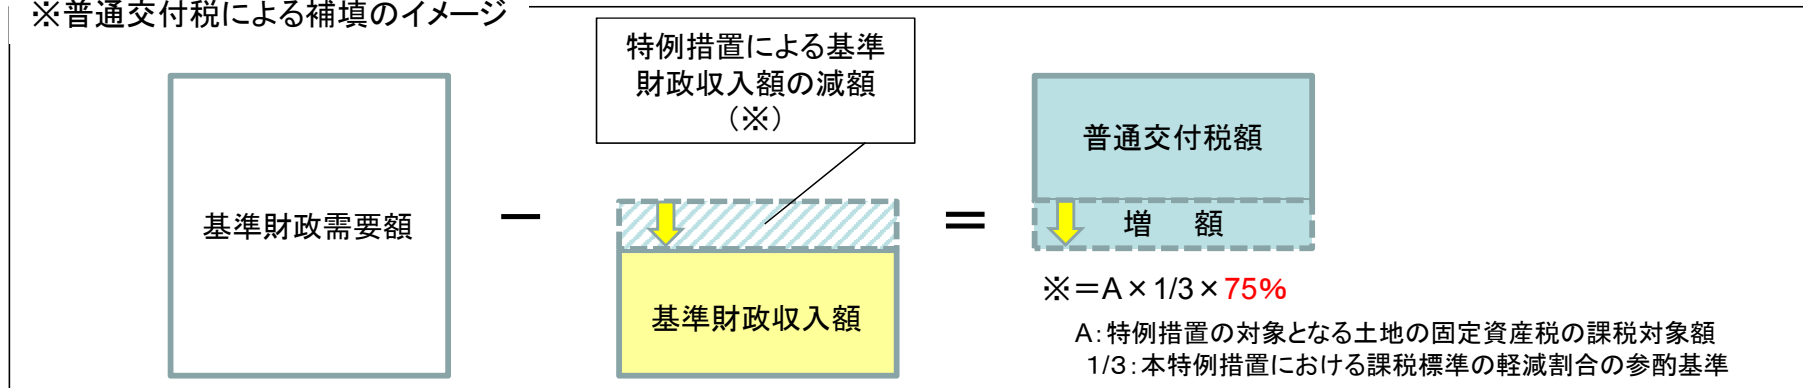 ※普通交付税による補填のイメージ
特例措置による基準
財政収入額の減額
(※)
基準財政需要額
－
基準財政収入額
＝
普通交付税額
増　額
※＝A×1/3×75%
A：特例措置の対象となる土地の固定資産税の課税対象額
1/3：本特例措置における課税標準の軽減割合の参酌基準